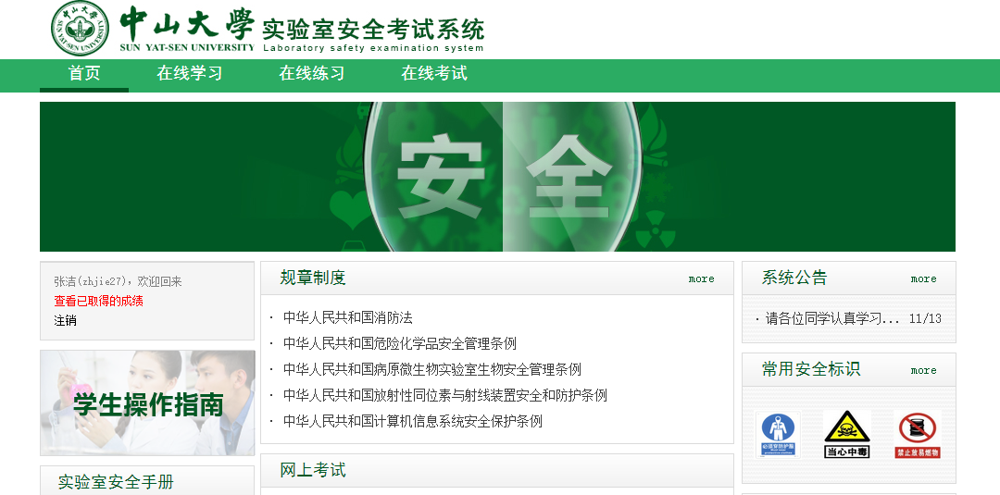 中山大學
SUN YAT-SEN UNIVERSITY
实验室安全考试系统
Laboratory safety examination system
首页 在线学习 在线练习 在线考试
安全
张洁(zhjie27)，欢迎回来
查看已取得的成绩
注销
学生操作指南
实验室安全手册
规章制度 more
· 中华人民共和国消防法
· 中华人民共和国危险化学品安全管理条例
· 中华人民共和国病原微生物实验室生物安全管理条例
· 中华人民共和国放射性同位素与射线装置安全和防护条例
· 中华人民共和国计算机信息系统安全保护条例
网上考试
系统公告 more
· 请各位同学认真学习... 11/13
常用安全标识 more
必须穿防护服
当心中毒
禁止放易燃物